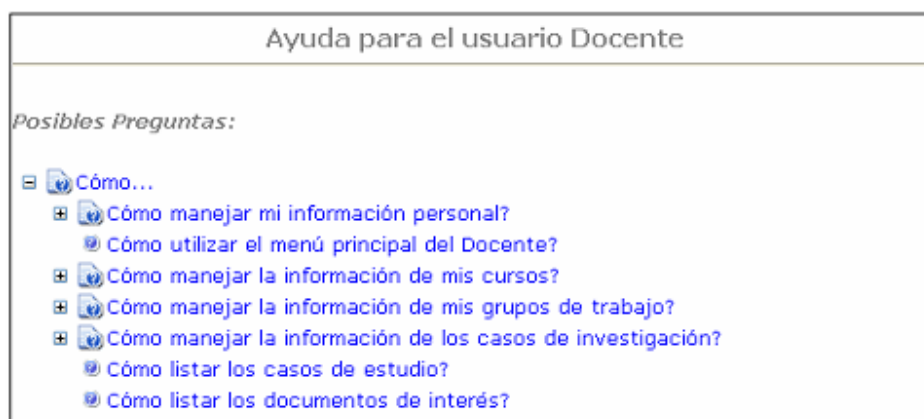 Ayuda para el usuario Docente
Posibles Preguntas:
Cómo...
Cómo manejar mi información personal?
Cómo utilizar el menú principal del Docente?
Cómo manejar la información de mis cursos?
Cómo manejar la información de mis grupos de trabajo?
Cómo manejar la información de los casos de investigación?
Cómo listar los casos de estudio?
Cómo listar los documentos de interés?